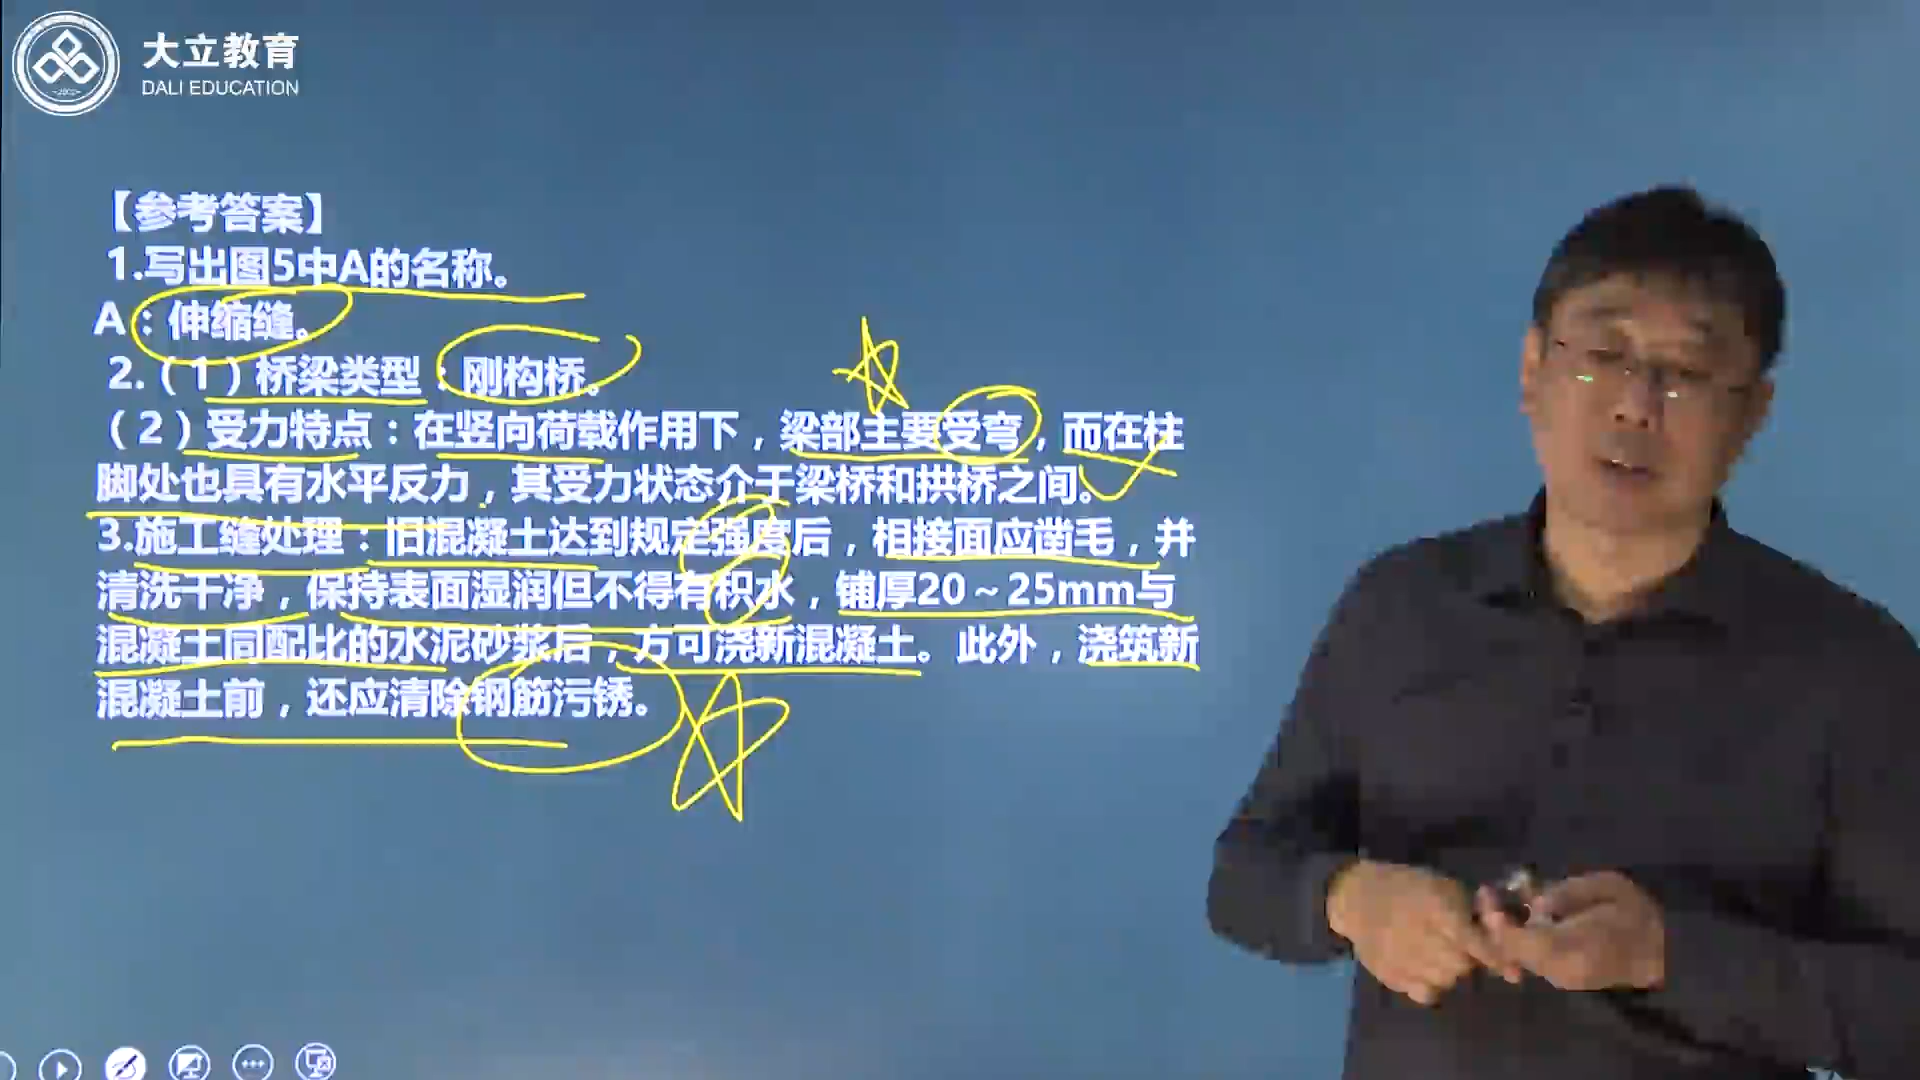 大立教育
DALI EDUCATION
【参考答案】
1.写出图5中A的名称。
A：伸缩缝。
2.（1）桥梁类型：刚构桥。
（2）受力特点：在竖向荷载作用下，梁部主要受弯，而在柱
脚处也具有水平反力，其受力状态介于梁桥和拱桥之间。
3.施工缝处理：旧混凝土达到规定强度后，相接面应凿毛，并
清洗干净，保持表面湿润但不得有积水，铺厚20～25mm与
混凝土同配比的水泥砂浆后，方可浇新混凝土。此外，浇筑新
混凝土前，还应清除钢筋污锈。